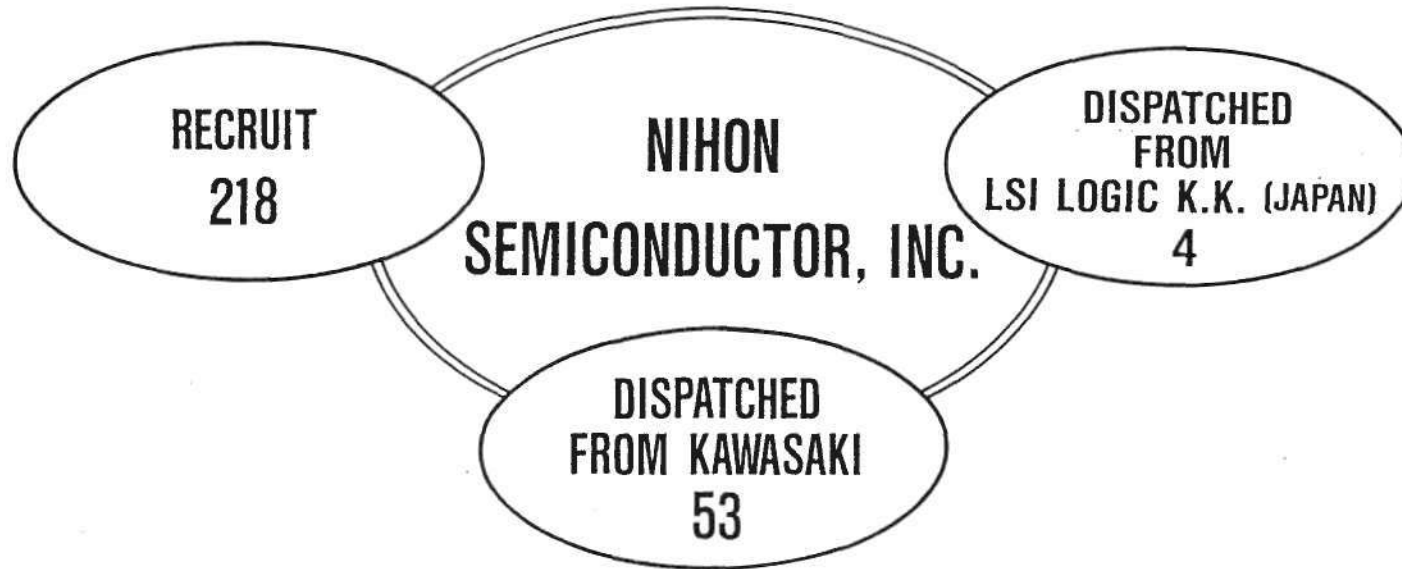 RECRUIT
218
NIHON
SEMICONDUCTOR, INC.
DISPATCHED
FROM
LSI LOGIC K.K. (JAPAN)
4
DISPATCHED
FROM KAWASAKI
53